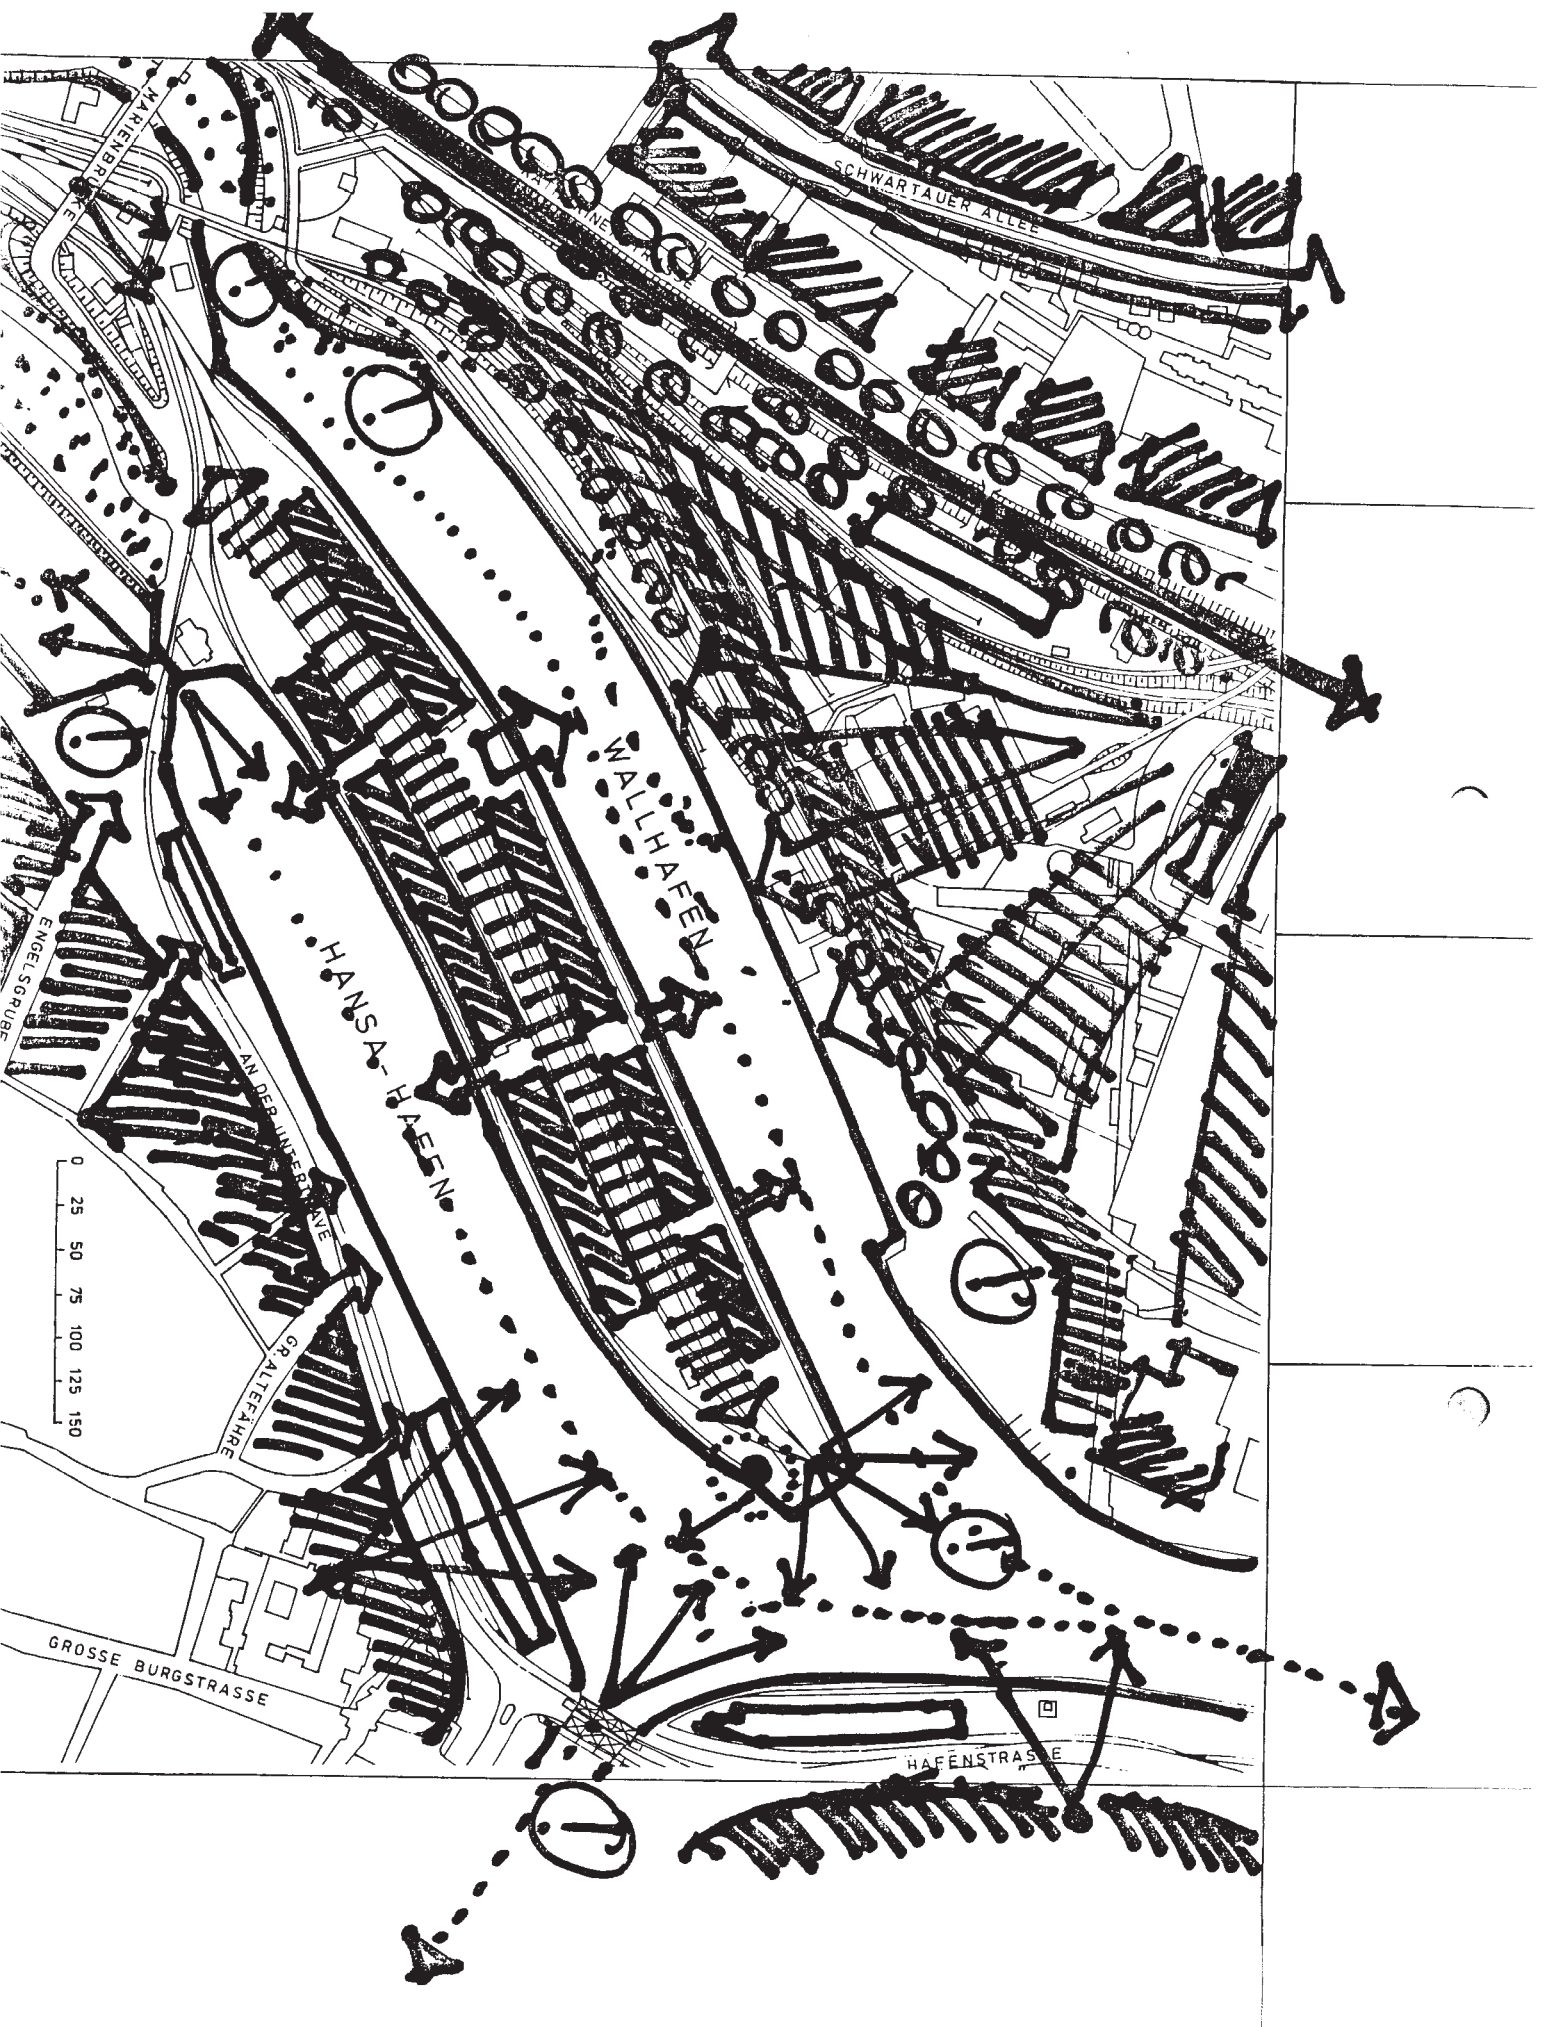 MARIENBRÜCKE
SCHWARTAUER ALLEE
WALLHAFEN
HANSA-HAFEN
ENGELSGRUBE
AN DER UNTERTRAVE
GR.ALTEFÄHRE
0 25 50 75 100 125 150
GROSSE BURGSTRASSE
HAFENSTRASSE